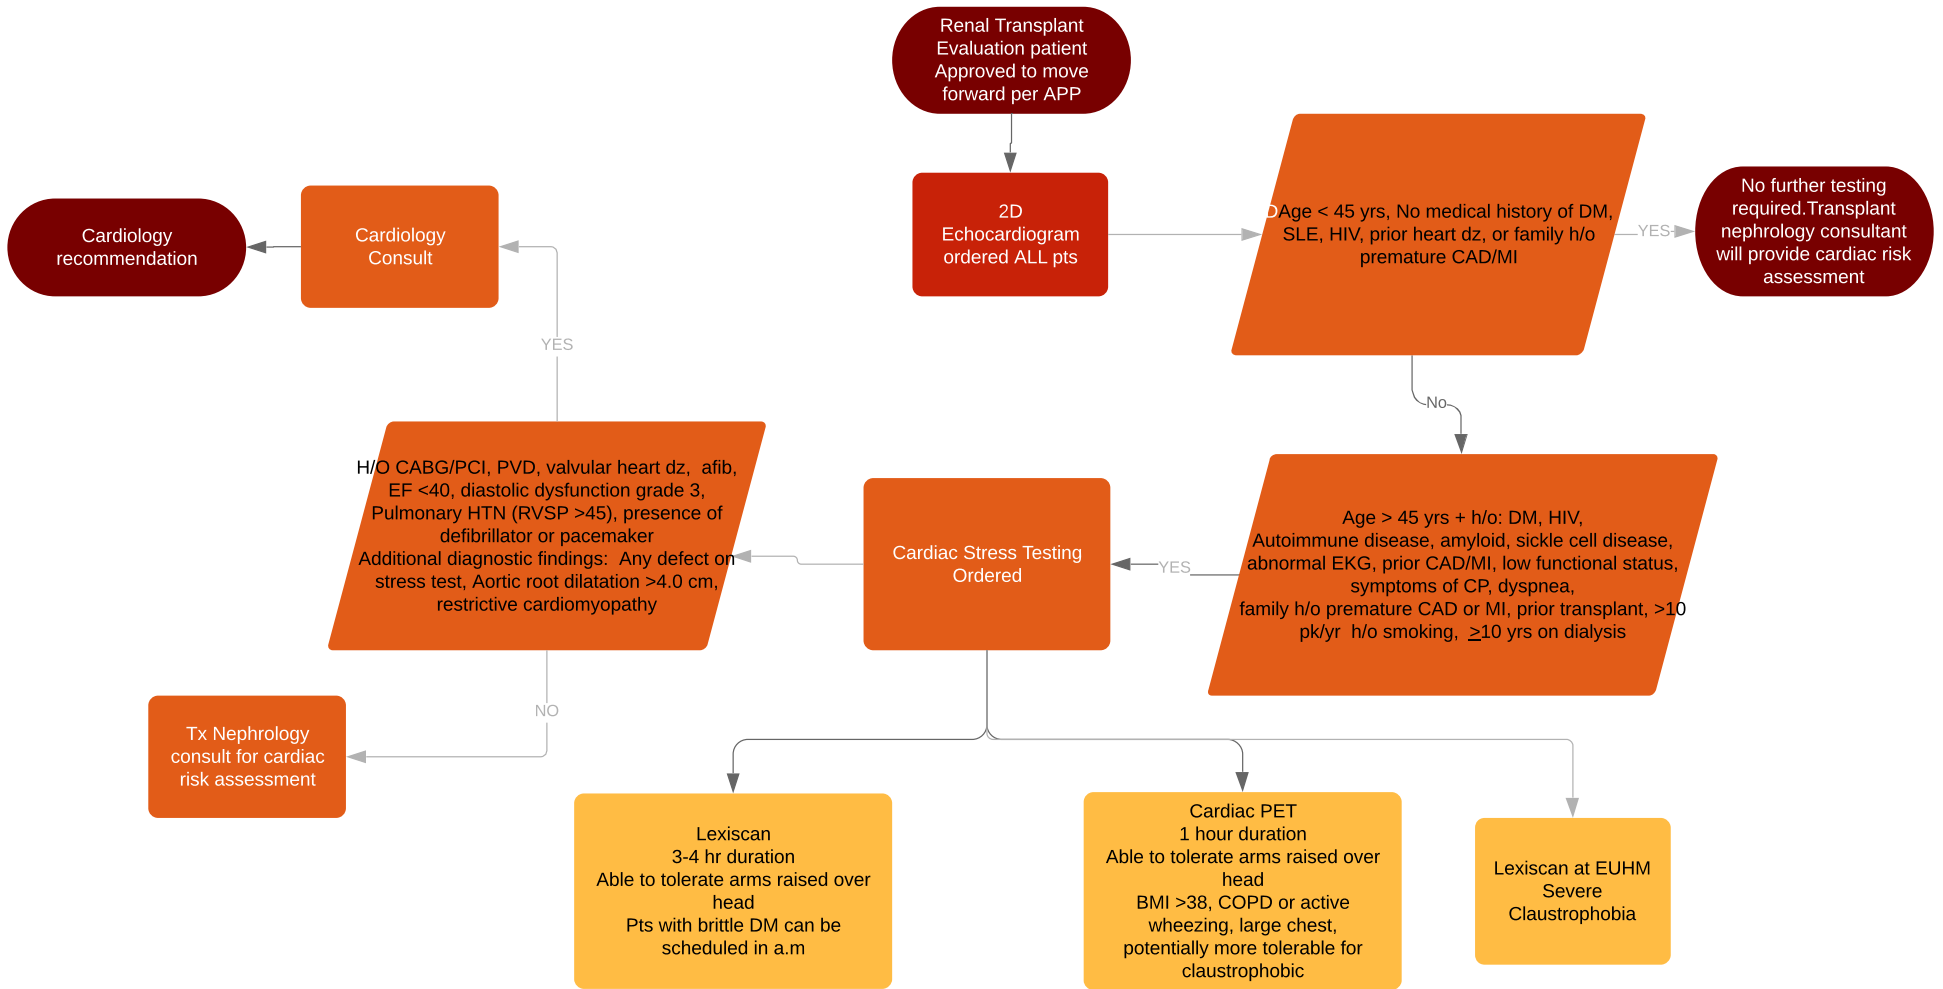 Renal Transplant
Evaluation patient
Approved to move
forward per APP
2D
Echocardiogram
ordered ALL pts
DAge < 45 yrs, No medical history of DM,
SLE, HIV, prior heart dz, or family h/o
premature CAD/MI
YES
No further testing
required.Transplant
nephrology consultant
will provide cardiac risk
assessment
No
Age > 45 yrs + h/o: DM, HIV,
Autoimmune disease, amyloid, sickle cell disease,
abnormal EKG, prior CAD/MI, low functional status,
symptoms of CP, dyspnea,
family h/o premature CAD or MI, prior transplant, >10
pk/yr  h/o smoking,  >10 yrs on dialysis
YES
Cardiac Stress Testing
Ordered
Lexiscan
3-4 hr duration
Able to tolerate arms raised over
head
Pts with brittle DM can be
scheduled in a.m
Cardiac PET
1 hour duration
Able to tolerate arms raised over
head
BMI >38, COPD or active
wheezing, large chest,
potentially more tolerable for
claustrophobic
Lexiscan at EUHM
Severe
Claustrophobia
H/O CABG/PCI, PVD, valvular heart dz,  afib,
EF <40, diastolic dysfunction grade 3,
Pulmonary HTN (RVSP >45), presence of
defibrillator or pacemaker
Additional diagnostic findings:  Any defect on
stress test, Aortic root dilatation >4.0 cm,
restrictive cardiomyopathy
YES
Cardiology
Consult
Cardiology
recommendation
NO
Tx Nephrology
consult for cardiac
risk assessment